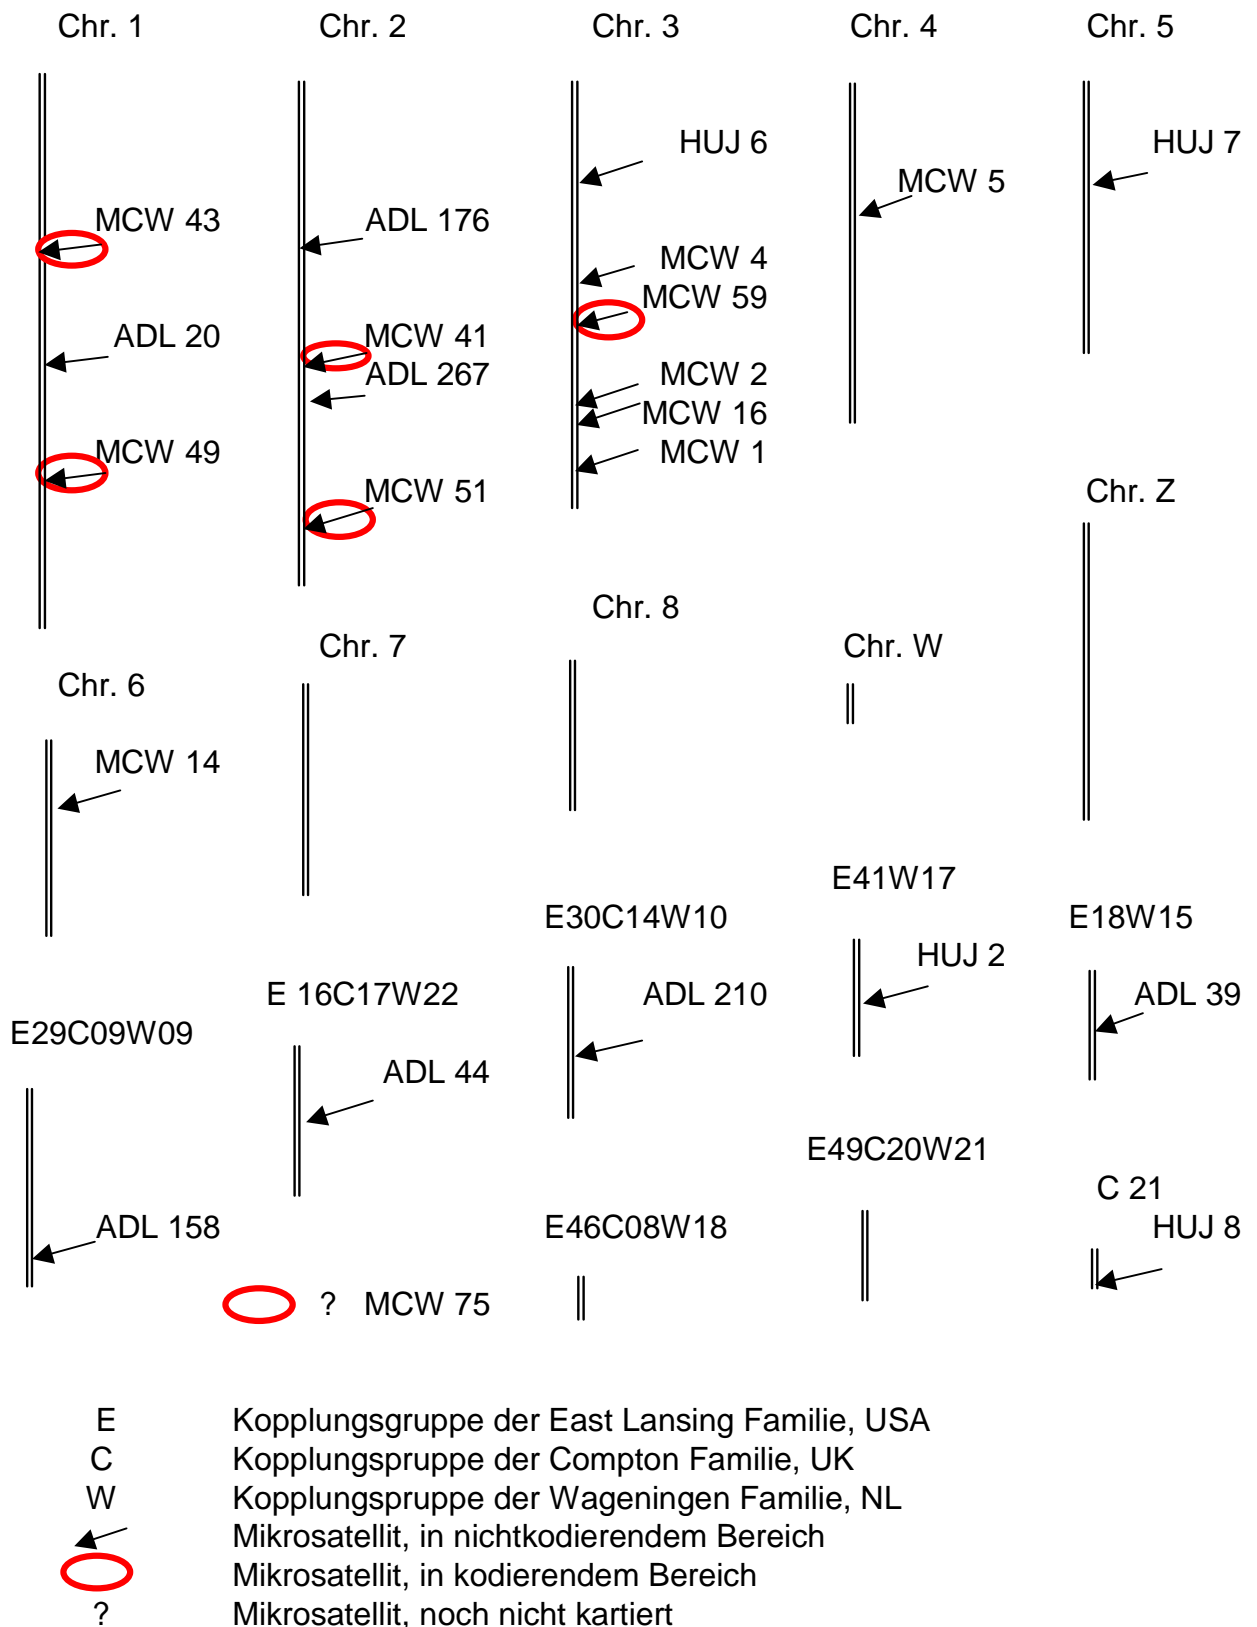 Chr. 1 Chr. 2 Chr. 3 Chr. 4 Chr. 5
HUJ 6 HUJ 7
MCW 5
MCW 43 ADL 176
MCW 4
MCW 59
ADL 20 MCW 41
ADL 267 MCW 2
MCW 16
MCW 49 MCW 1
MCW 51 Chr. Z
Chr. 8
Chr. 7 Chr. W
Chr. 6
MCW 14
E41W17
E30C14W10 E18W15
HUJ 2
E 16C17W22 ADL 210 ADL 39
E29C09W09
ADL 44
E49C20W21
C 21
ADL 158 E46C08W18 HUJ 8
? MCW 75
E Kopplungsgruppe der East Lansing Familie, USA
C Kopplungspruppe der Compton Familie, UK
W Kopplungspruppe der Wageningen Familie, NL
Mikrosatellit, in nichtkodierendem Bereich
Mikrosatellit, in kodierendem Bereich
? Mikrosatellit, noch nicht kartiert